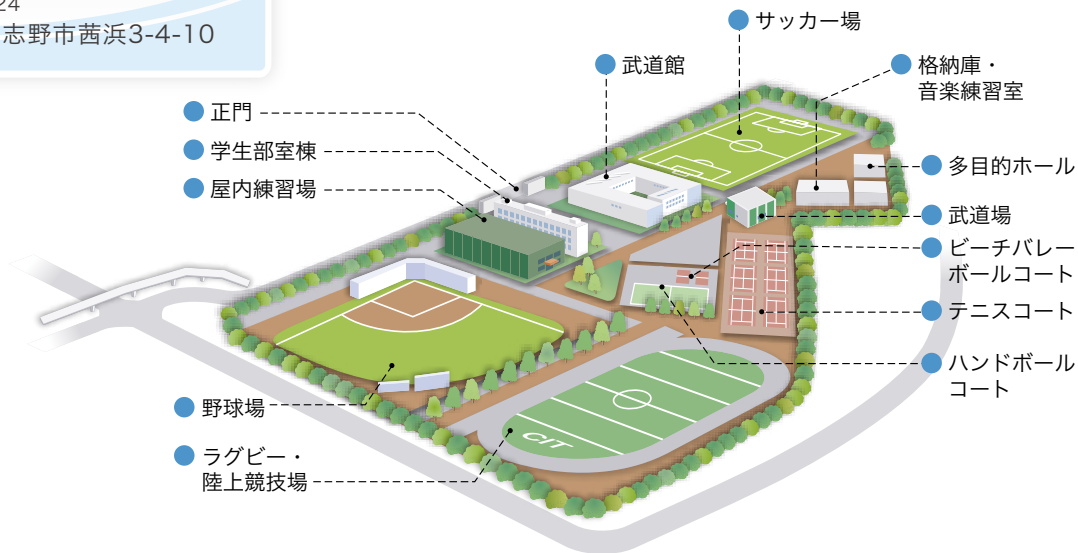 24
志野市茜浜3-4-10
サッカー場
武道館
格納庫・
音楽練習室
正門
学生部室棟
屋内練習場
多目的ホール
武道場
ビーチバレー
ボールコート
テニスコート
ハンドボール
コート
野球場
ラグビー・
陸上競技場
CIT